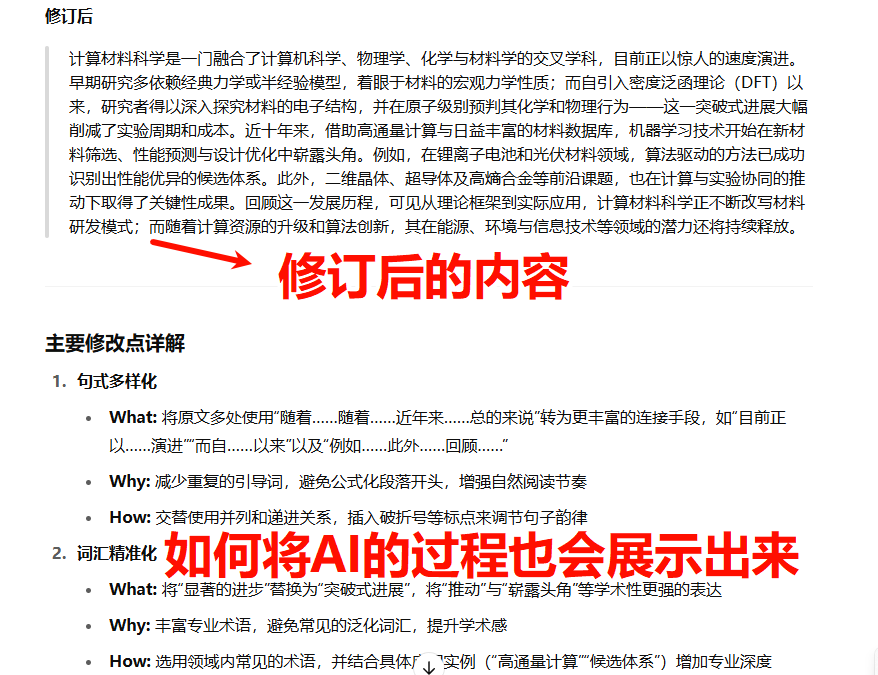 修订后
计算材料科学是一门融合了计算机科学、物理学、化学与材料学的交叉学科，目前正以惊人的速度演进。
早期研究多依赖经典力学或半经验模型，着眼于材料的宏观力学性质；而自引入密度泛函理论（DFT）以
来，研究者得以深入探究材料的电子结构，并在原子级别预判其化学和物理行为——这一突破式进展大幅
削减了实验周期和成本。近十年来，借助高通量计算与日益丰富的材料数据库，机器学习技术开始在新材
料筛选、性能预测与设计优化中崭露头角。例如，在锂离子电池和光伏材料领域，算法驱动的方法已成功
识别出性能优异的候选体系。此外，二维晶体、超导体及高熵合金等前沿课题，也在计算与实验协同的推
动下取得了关键性成果。回顾这一发展历程，可见从理论框架到实际应用，计算材料科学正不断改写材料
研发模式；而随着计算资源的升级和算法创新，其在能源、环境与信息技术等领域的潜力还将持续释放。
修订后的内容
主要修改点详解
1. 句式多样化
• What: 将原文多处使用“随着……随着……近年来……总的来说”转为更丰富的连接手段，如“目前正
以……演进”“而自……以来”以及“例如……此外……回顾……”
• Why: 减少重复的引导词，避免公式化段落开头，增强自然阅读节奏
• How: 交替使用并列和递进关系，插入破折号等标点来调节句子韵律
2. 词汇精准化
如何将AI的过程也会展示出来
• What: 将“显著的进步”替换为“突破式进展”，将“推动”与“崭露头角”等学术性更强的表达
• Why: 丰富专业术语，避免常见的泛化词汇，提升学术感
• How: 选用领域内常见的术语，并结合具体实例（“高通量计算”“候选体系”）增加专业深度